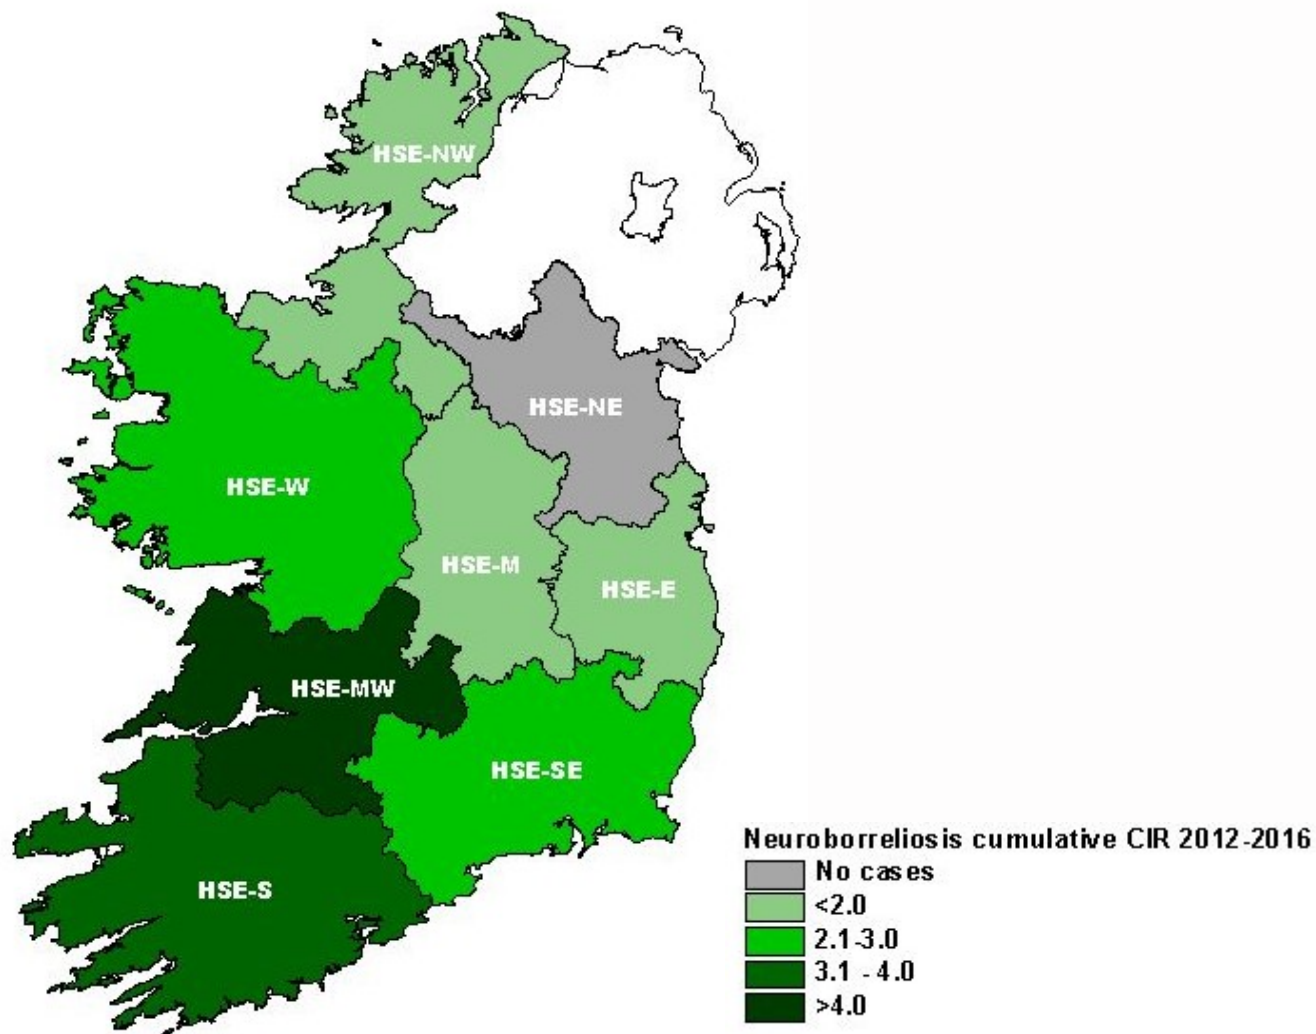 HSE-NW
HSE-NE
HSE-W
HSE-M
HSE-E
HSE-MW
HSE-SE
HSE-S
Neuroborreliosis cumulative CIR 2012-2016
No cases
<2.0
2.1-3.0
3.1 - 4.0
>4.0